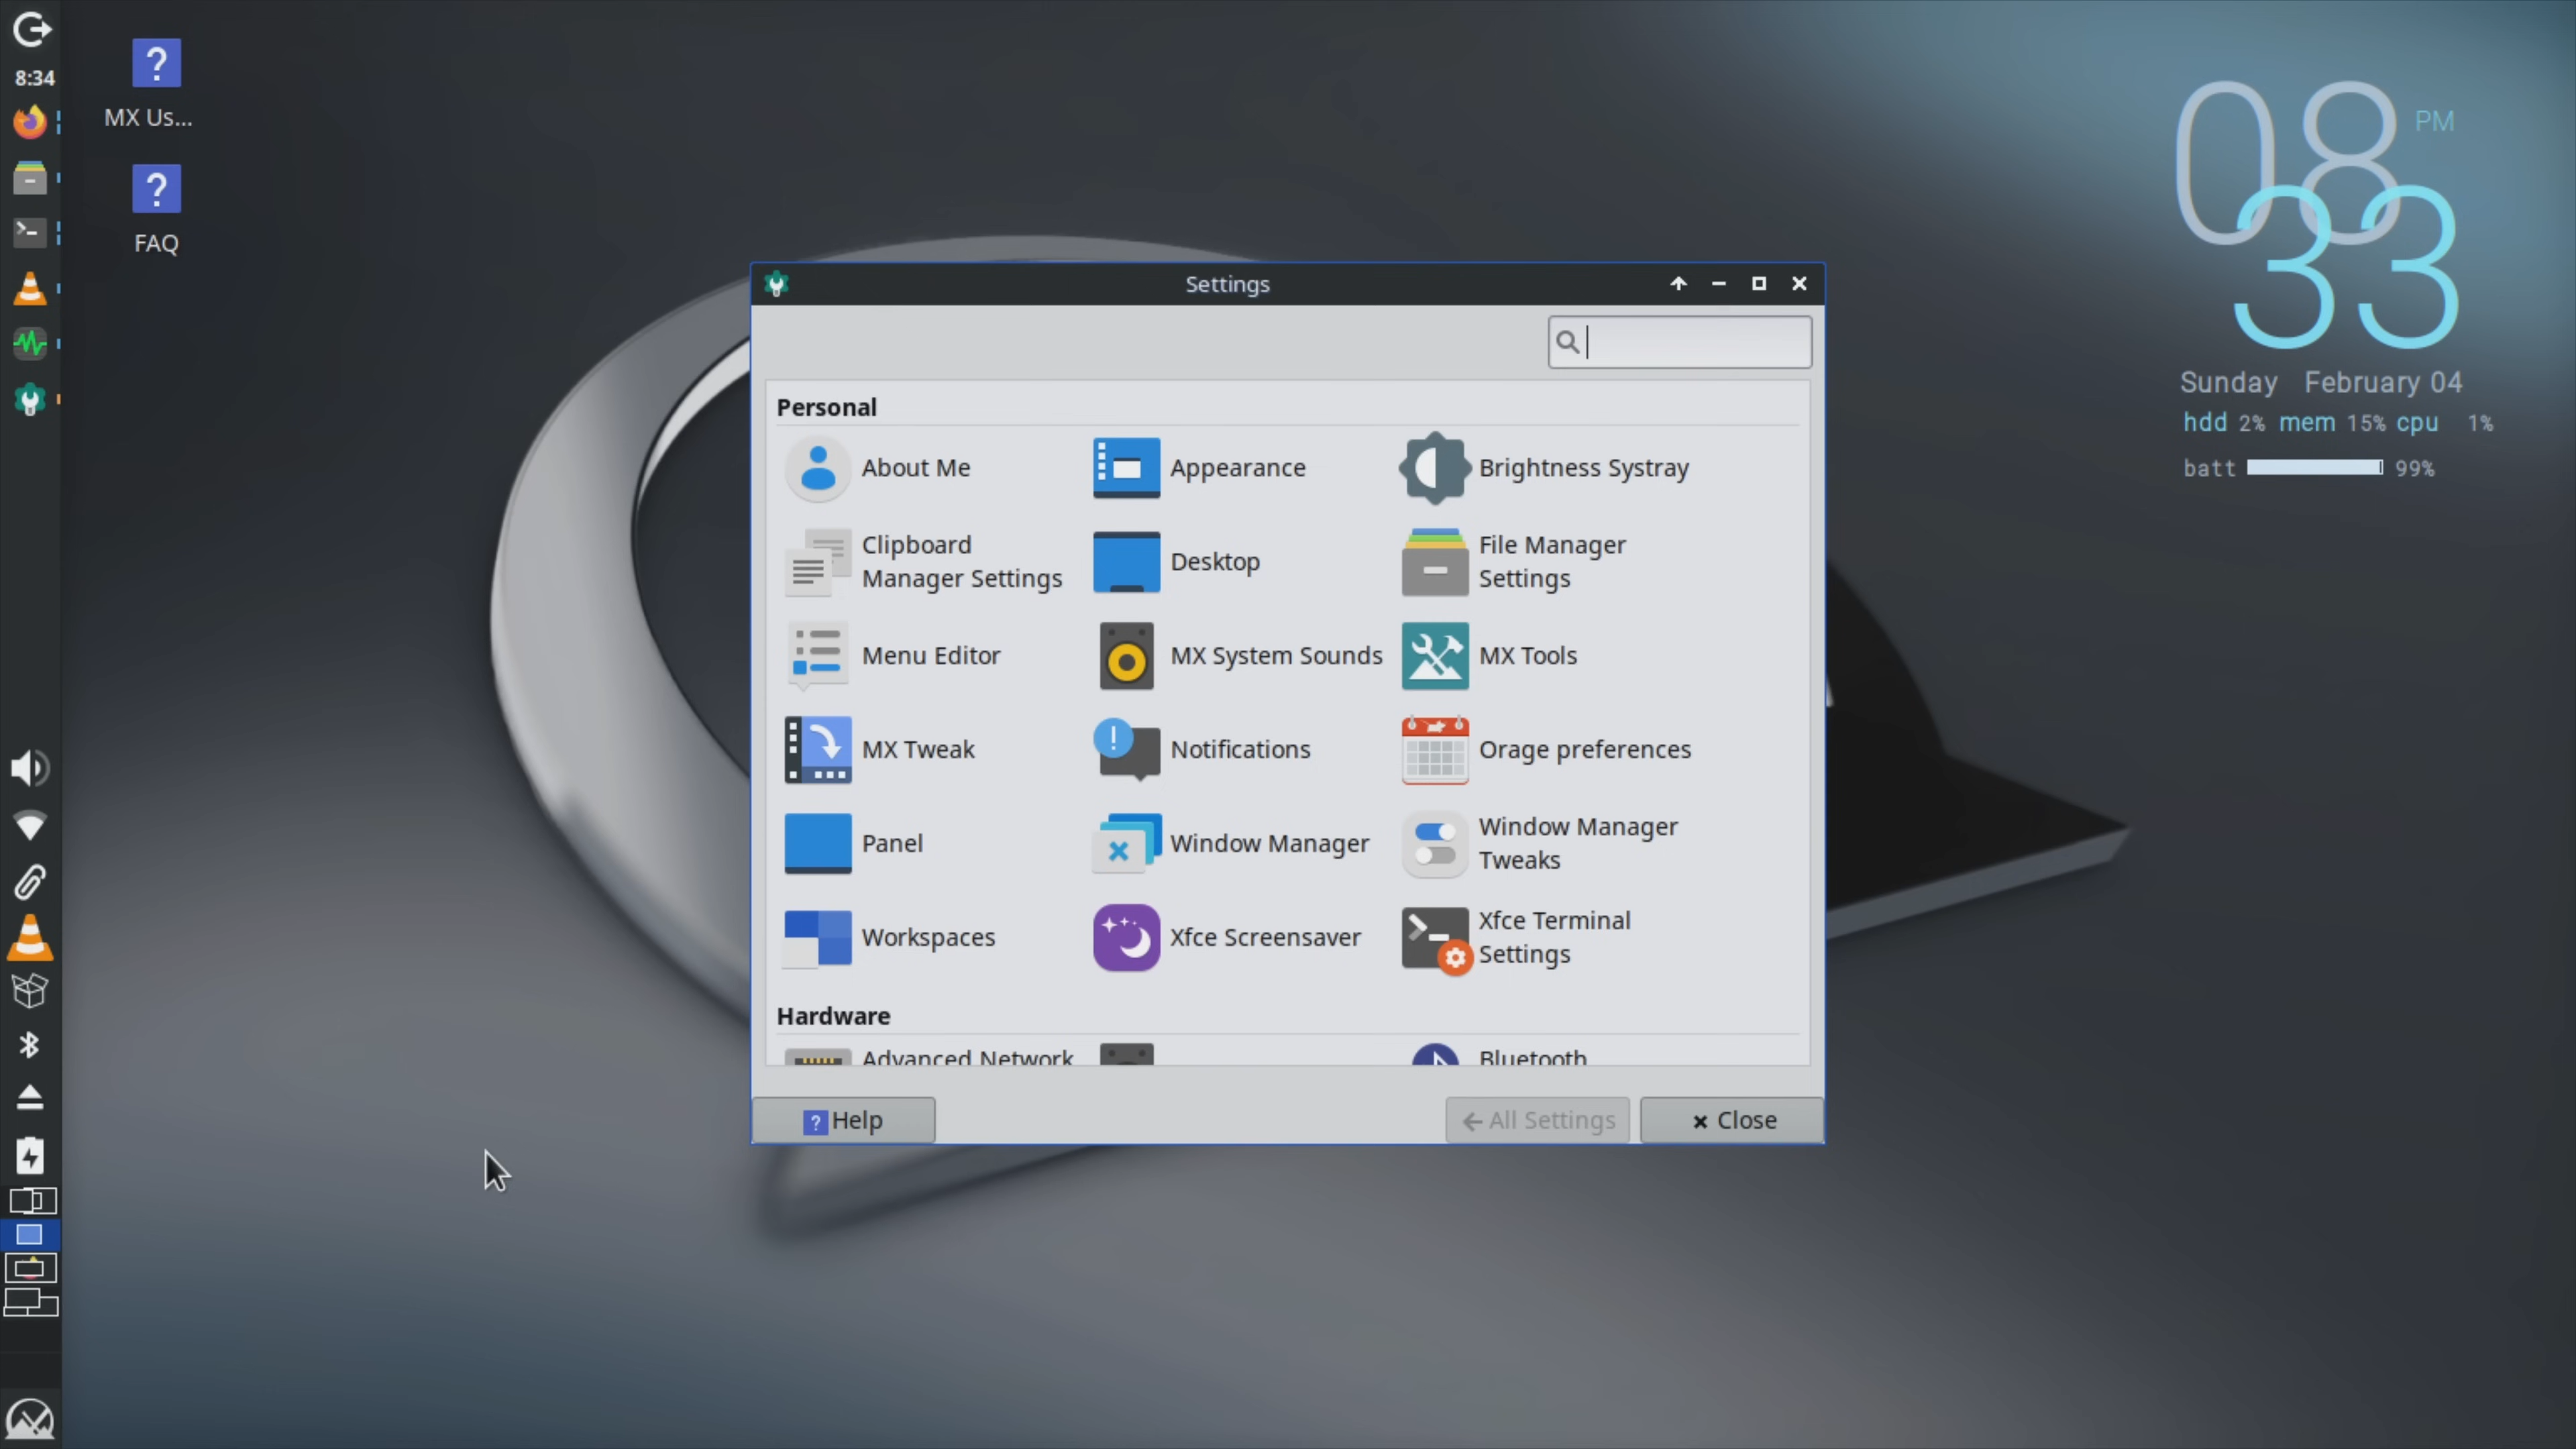 8:34
MX Us...
FAQ
08 PM
33
Sunday February 04
hdd 2% mem 15% cpu 1%
batt 99%
Settings
Personal
About Me
Appearance
Brightness Systray
Clipboard
Manager Settings
Desktop
File Manager
Settings
Menu Editor
MX System Sounds
MX Tools
MX Tweak
Notifications
Orage preferences
Panel
Window Manager
Window Manager
Tweaks
Workspaces
Xfce Screensaver
Xfce Terminal
Settings
Hardware
Advanced Network
Bluetooth
Help
All Settings
Close